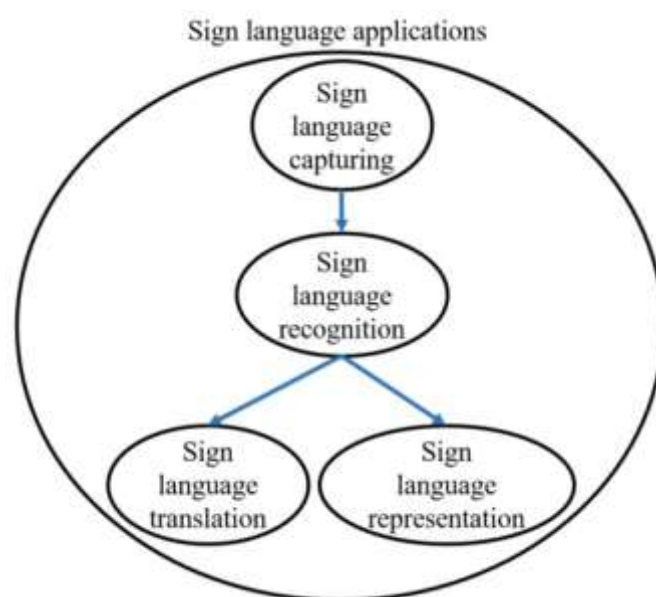 Sign language applications
Sign
language
capturing
Sign
language
recognition
Sign
language
translation
Sign
language
representation